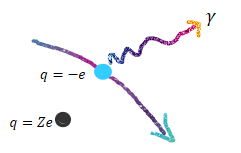 γ
q = −e
q = Ze